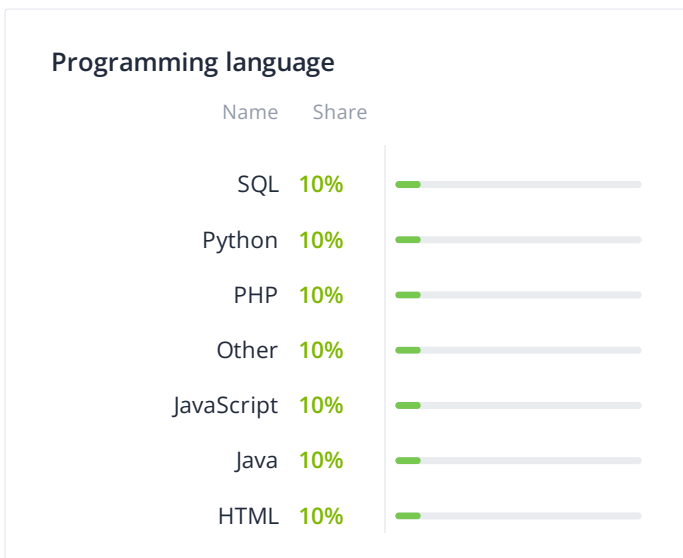 Programming language
Name Share
SQL 10%
Python 10%
PHP 10%
Other 10%
JavaScript 10%
Java 10%
HTML 10%